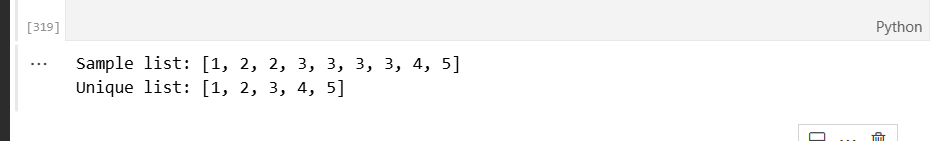 [319]
Python
Sample list: [1, 2, 2, 3, 3, 3, 3, 4, 5]
Unique list: [1, 2, 3, 4, 5]